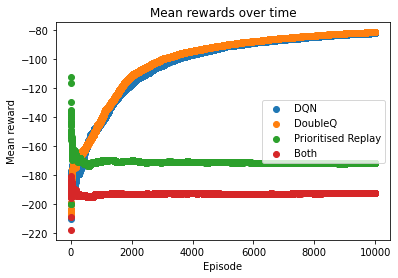 Mean rewards over time
Mean reward
−80
−100
−120
−140
−160
−180
−200
−220
DQN
DoubleQ
Prioritised Replay
Both
0 2000 4000 6000 8000 10000
Episode